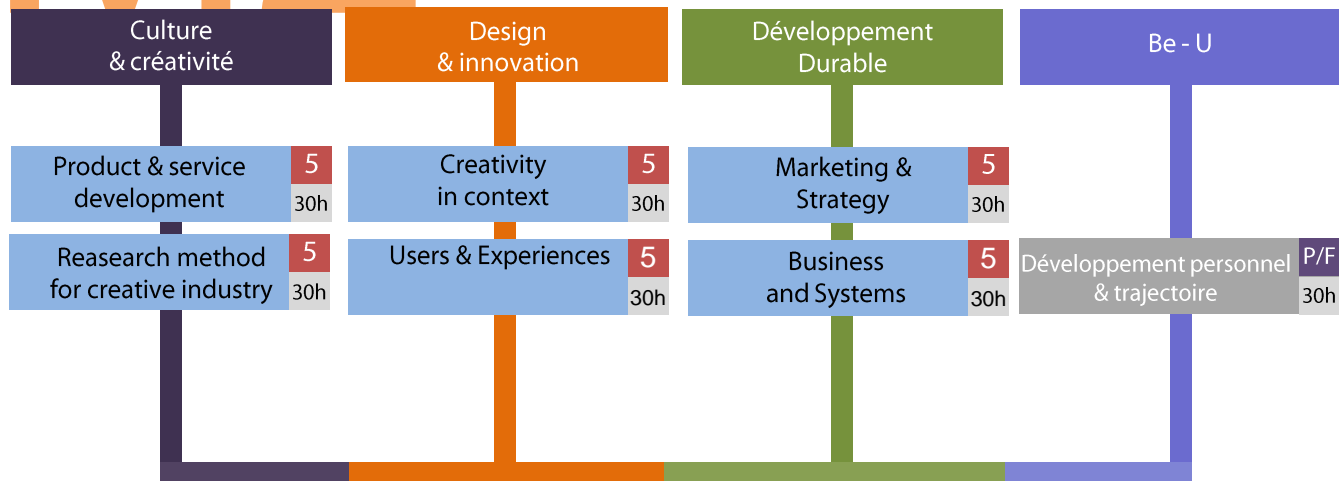 Culture
& créativité
Design
& innovation
Développement
Durable
Be - U
Product & service
development
5
30h
Creativity
in context
5
30h
Marketing &
Strategy
5
30h
Reasearch method
for creative industry
5
30h
Users & Experiences
5
30h
Business
and Systems
5
30h
Développement personnel
& trajectoire
P/F
30h